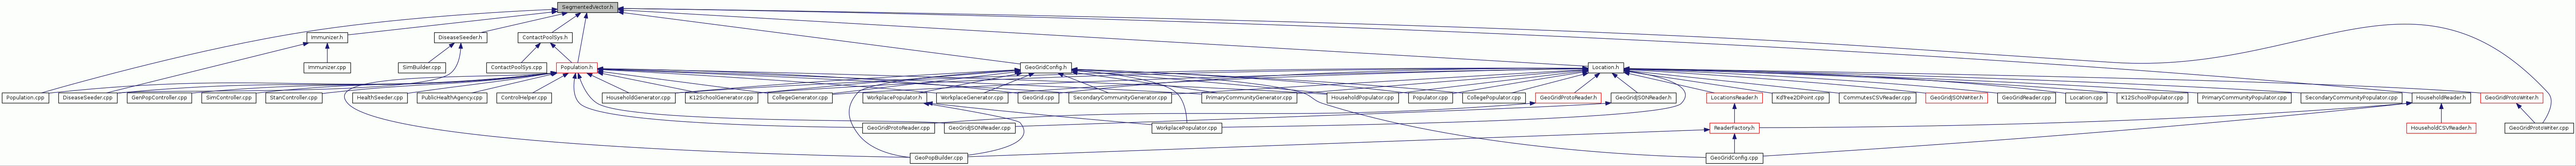 SegmentedVector.h
Immunizer.h
DiseaseSeeder.h
ContactPoolSys.h
Immunizer.cpp
SimBuilder.cpp
ContactPoolSys.cpp
Population.h
GeoGridConfig.h
Location.h
Population.cpp
DiseaseSeeder.cpp
GenPopController.cpp
SimController.cpp
StanController.cpp
HealthSeeder.cpp
PublicHealthAgency.cpp
ControlHelper.cpp
HouseholdGenerator.cpp
K12SchoolGenerator.cpp
CollegeGenerator.cpp
WorkplacePopulator.h
WorkplaceGenerator.cpp
GeoGrid.cpp
SecondaryCommunityGenerator.cpp
PrimaryCommunityGenerator.cpp
HouseholdPopulator.cpp
Populator.cpp
CollegePopulator.cpp
GeoGridProtoReader.h
GeoGridJSONReader.h
LocationsReader.h
KdTree2DPoint.cpp
CommutesCSVReader.cpp
GeoGridJSONWriter.h
GeoGridReader.cpp
Location.cpp
K12SchoolPopulator.cpp
PrimaryCommunityPopulator.cpp
SecondaryCommunityPopulator.cpp
HouseholdReader.h
GeoGridProtoWriter.h
GeoGridProtoReader.cpp
GeoGridJSONReader.cpp
WorkplacePopulator.cpp
ReaderFactory.h
HouseholdCSVReader.h
GeoGridProtoWriter.cpp
GeoPopBuilder.cpp
GeoGridConfig.cpp